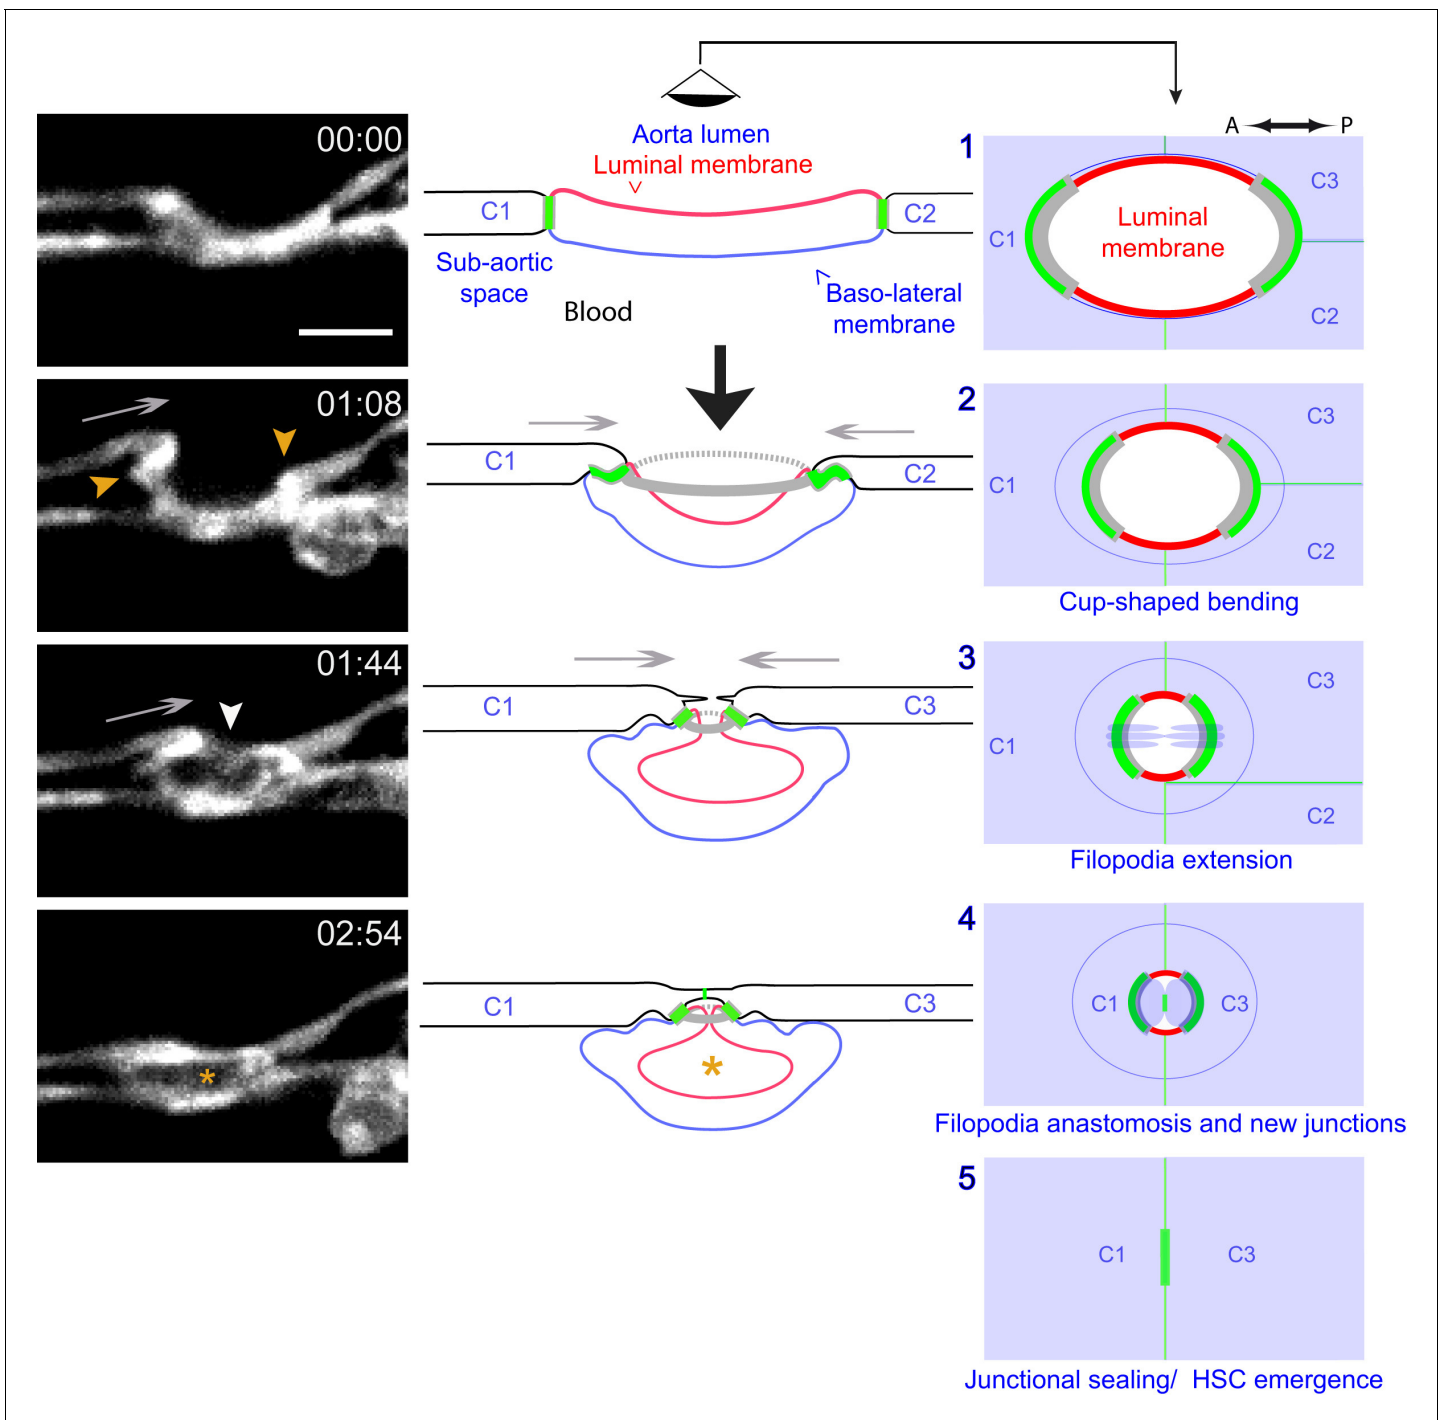 00:00
Aorta lumen
Luminal membrane
C1
C2
Sub-aortic
space
Blood
Baso-lateral
membrane
1
A P
C3
C1
Luminal
membrane
C2
01:08
C1
C2
2
C3
C1
C2
Cup-shaped bending
01:44
C1
C3
3
C3
C1
C2
Filopodia extension
02:54
*
C1
C3
*
4
C1
C3
Filopodia anastomosis and new junctions
5
C1
C3
Junctional sealing/ HSC emergence